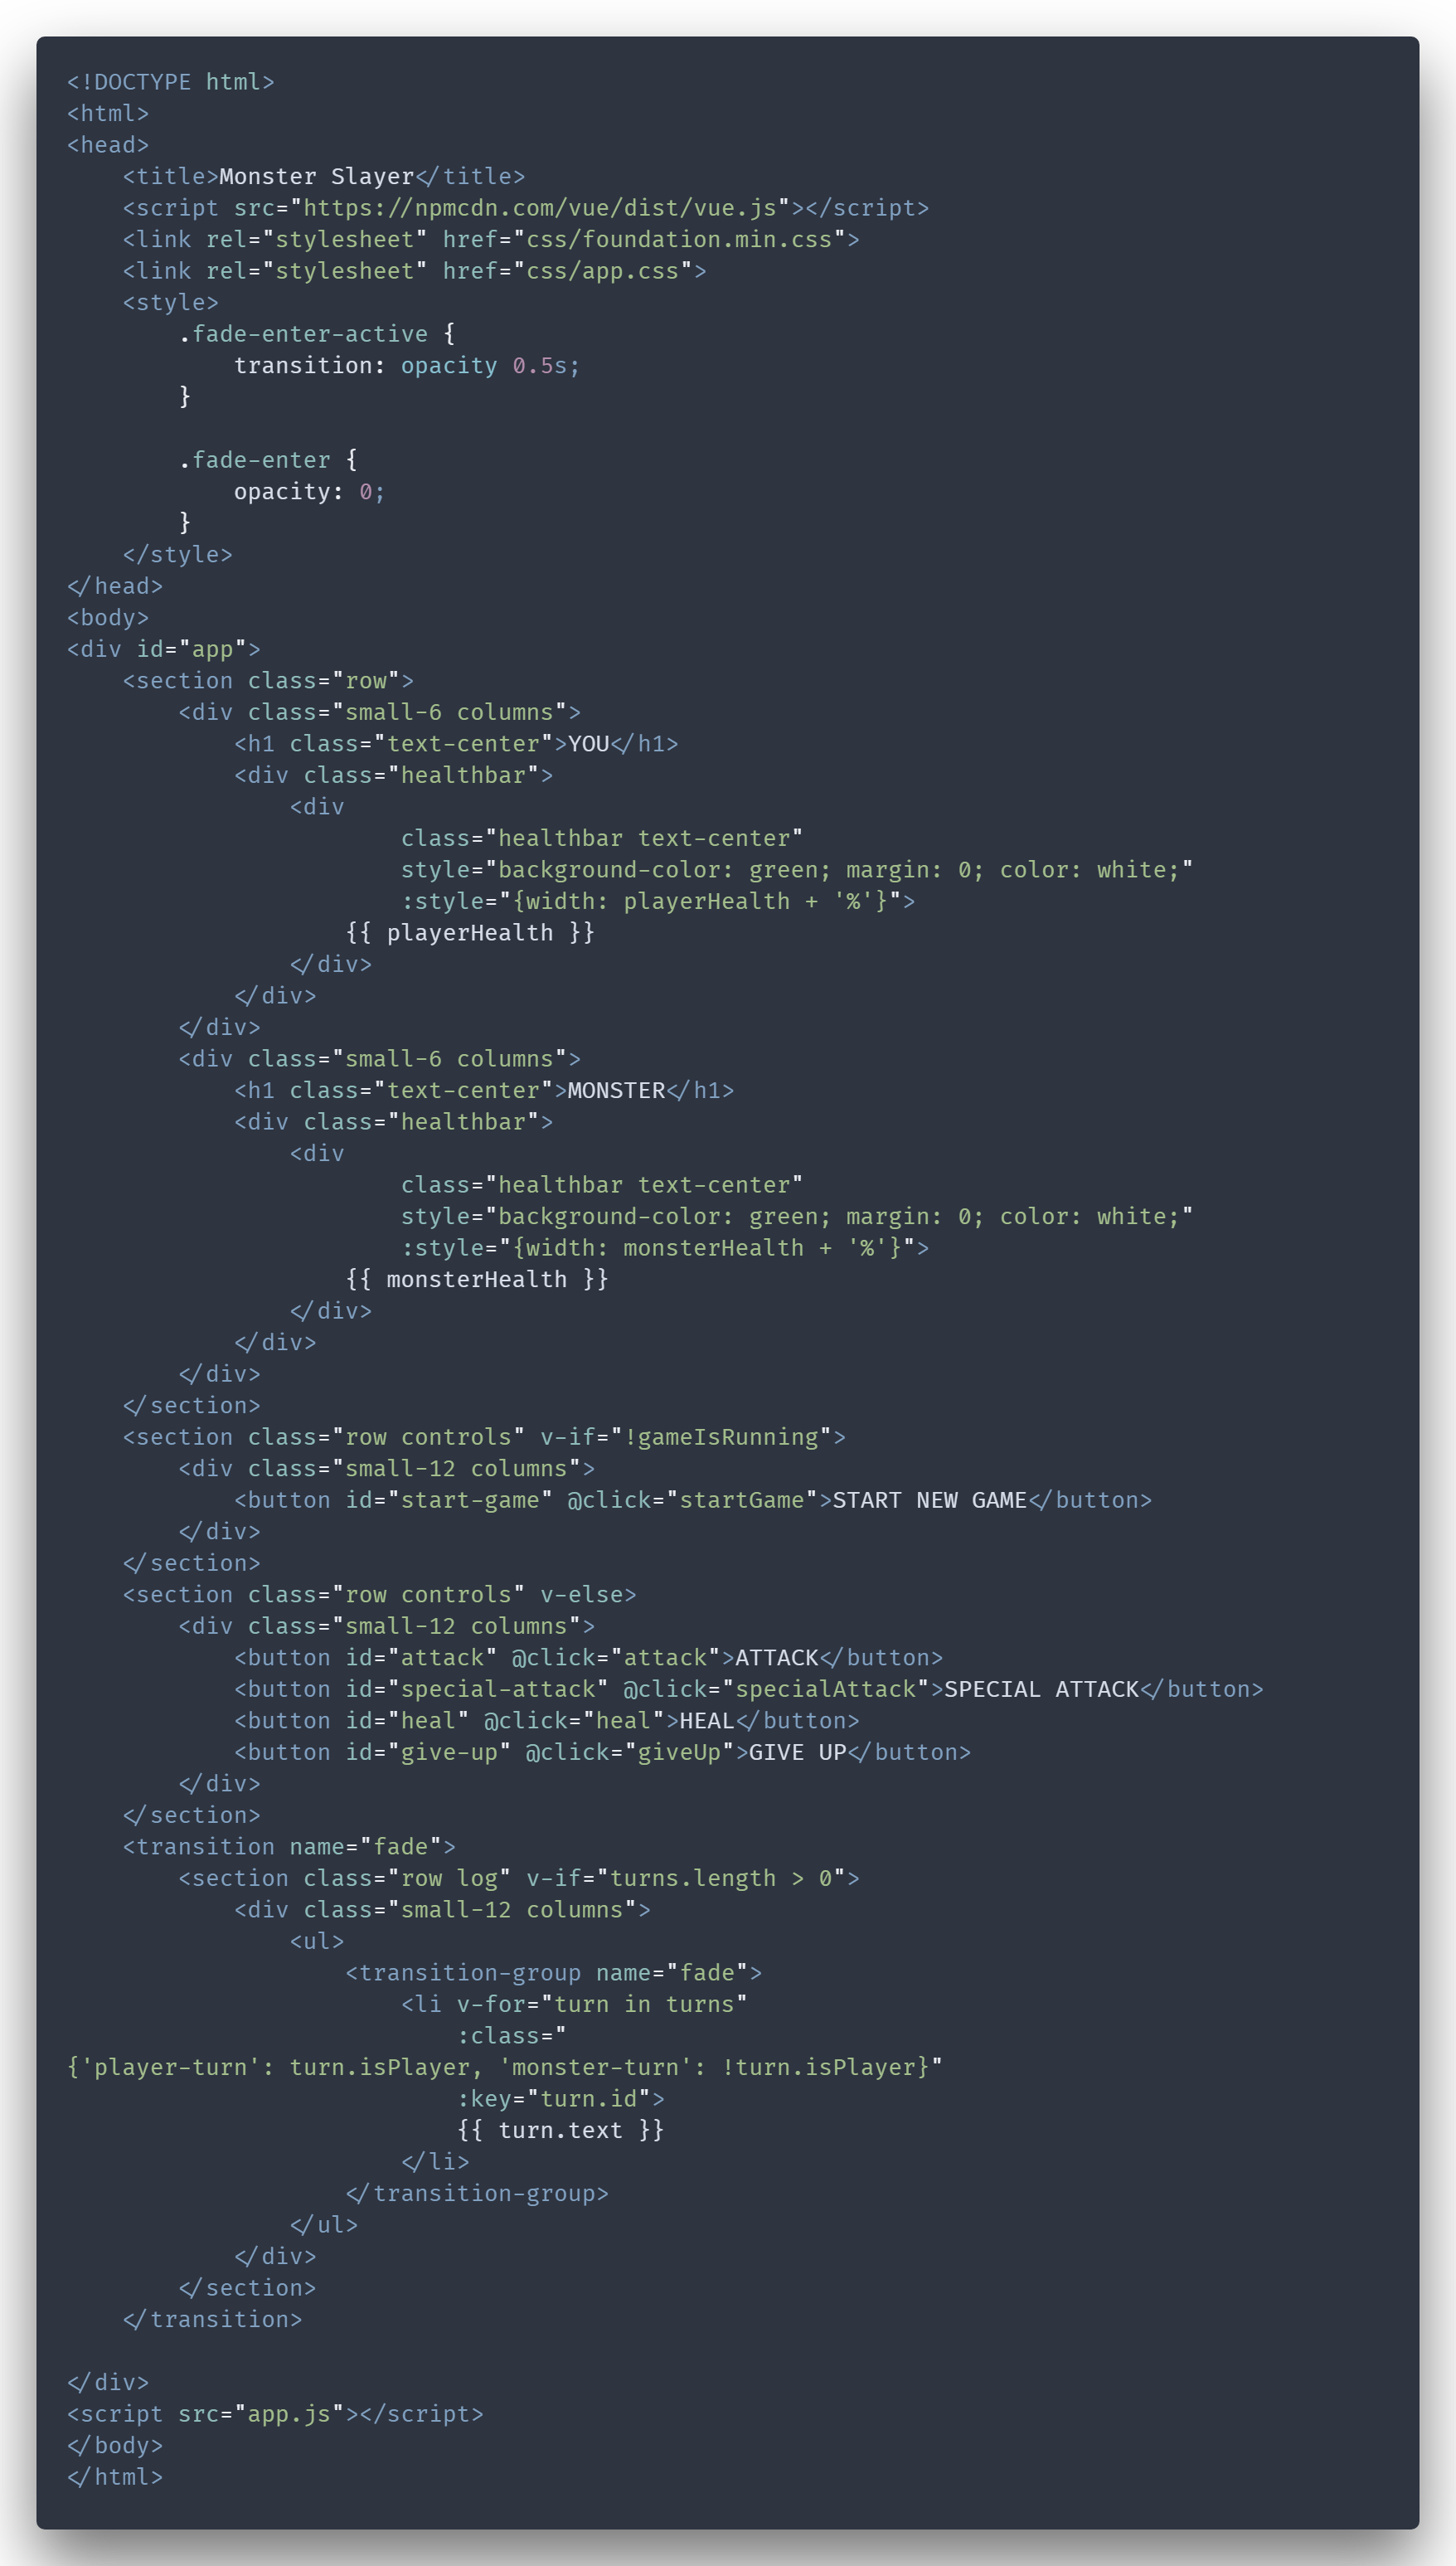 <!DOCTYPE html>
<html>
<head>
    <title>Monster Slayer</title>
    <script src="https://npmcdn.com/vue/dist/vue.js"></script>
    <link rel="stylesheet" href="css/foundation.min.css">
    <link rel="stylesheet" href="css/app.css">
    <style>
        .fade-enter-active {
            transition: opacity 0.5s;
        }

        .fade-enter {
            opacity: 0;
        }
    </style>
</head>
<body>
<div id="app">
    <section class="row">
        <div class="small-6 columns">
            <h1 class="text-center">YOU</h1>
            <div class="healthbar">
                <div
                        class="healthbar text-center"
                        style="background-color: green; margin: 0; color: white;"
                        :style="{width: playerHealth + '%'}">
                    {{ playerHealth }}
                </div>
            </div>
        </div>
        <div class="small-6 columns">
            <h1 class="text-center">MONSTER</h1>
            <div class="healthbar">
                <div
                        class="healthbar text-center"
                        style="background-color: green; margin: 0; color: white;"
                        :style="{width: monsterHealth + '%'}">
                    {{ monsterHealth }}
                </div>
            </div>
        </div>
    </section>
    <section class="row controls" v-if="!gameIsRunning">
        <div class="small-12 columns">
            <button id="start-game" @click="startGame">START NEW GAME</button>
        </div>
    </section>
    <section class="row controls" v-else>
        <div class="small-12 columns">
            <button id="attack" @click="attack">ATTACK</button>
            <button id="special-attack" @click="specialAttack">SPECIAL ATTACK</button>
            <button id="heal" @click="heal">HEAL</button>
            <button id="give-up" @click="giveUp">GIVE UP</button>
        </div>
    </section>
    <transition name="fade">
        <section class="row log" v-if="turns.length > 0">
            <div class="small-12 columns">
                <ul>
                    <transition-group name="fade">
                        <li v-for="turn in turns"
                            :class="
{'player-turn': turn.isPlayer, 'monster-turn': !turn.isPlayer}"
                            :key="turn.id">
                            {{ turn.text }}
                        </li>
                    </transition-group>
                </ul>
            </div>
        </section>
    </transition>

</div>
<script src="app.js"></script>
</body>
</html>